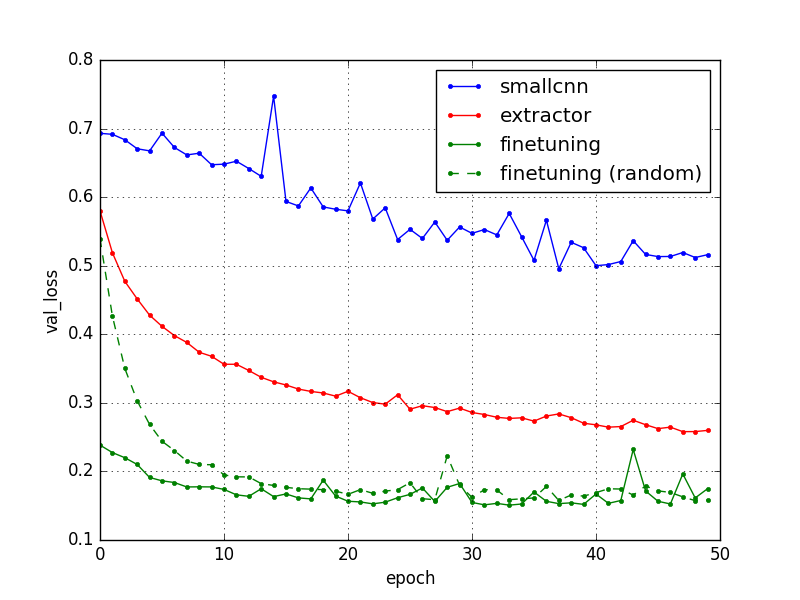 0.8
0.7
0.6
0.5
0.4
0.3
0.2
0.1
val_loss
smallcnn
extractor
finetuning
finetuning (random)
0 10 20 30 40 50
epoch